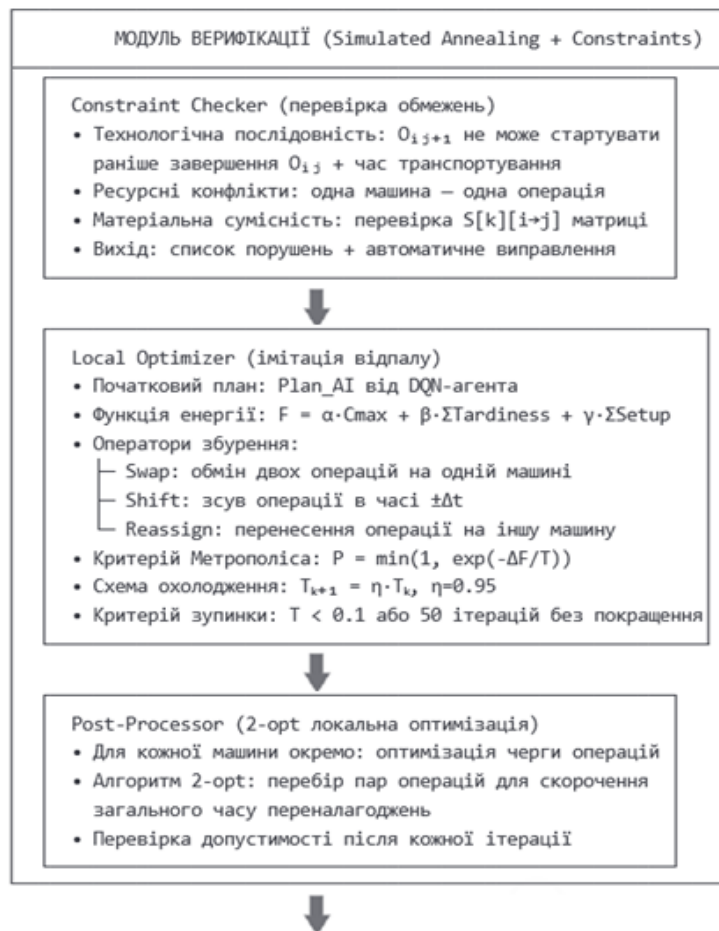 МОДУЛЬ ВЕРИФІКАЦІЇ (Simulated Annealing + Constraints)
Constraint Checker (перевірка обмежень)
• Технологічна послідовність: Oᵢⱼ₊₁ не може стартувати
раніше завершення Oᵢⱼ + час транспортування
• Ресурсні конфлікти: одна машина — одна операція
• Матеріальна сумісність: перевірка S[k][i→j] матриці
• Вихід: список порушень + автоматичне виправлення
Local Optimizer (імітація відпалу)
• Початковий план: Plan_AI від DQN-агента
• Функція енергії: F = α·Cmax + β·ΣTardiness + γ·ΣSetup
• Оператори збурення:
├─ Swap: обмін двох операцій на одній машині
├─ Shift: зсув операції в часі ±Δt
└─ Reassign: перенесення операції на іншу машину
• Критерій Метрополіса: P = min(1, exp(-ΔF/T))
• Схема охолодження: Tₖ₊₁ = η·Tₖ, η=0.95
• Критерій зупинки: T < 0.1 або 50 ітерацій без покращення
Post-Processor (2-opt локальна оптимізація)
• Для кожної машини окремо: оптимізація черги операцій
• Алгоритм 2-opt: перебір пар операцій для скорочення
загального часу переналагоджень
• Перевірка допустимості після кожної ітерації